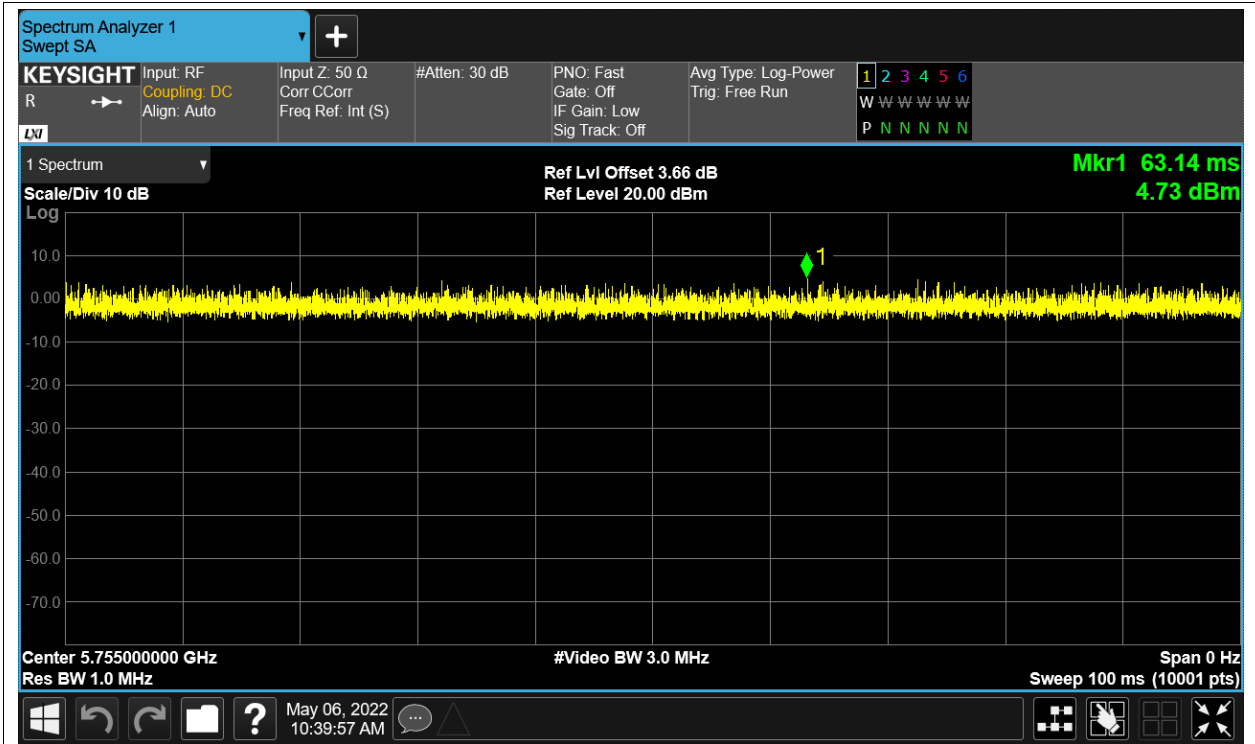 Spectrum Analyzer 1
Swept SA
+
KEYSIGHT
R
LXI
Input: RF
Coupling: DC
Align: Auto
Input Z: 50 Ω
Corr CCorr
Freq Ref: Int (S)
#Atten: 30 dB
PNO: Fast
Gate: Off
IF Gain: Low
Sig Track: Off
Avg Type: Log-Power
Trig: Free Run
1 2 3 4 5 6
W W W W W W
P N N N N N
1 Spectrum
Scale/Div 10 dB
Log
Ref Lvl Offset 3.66 dB
Ref Level 20.00 dBm
Mkr1 63.14 ms
4.73 dBm
1
10.0
0.00
-10.0
-20.0
-30.0
-40.0
-50.0
-60.0
-70.0
Center 5.755000000 GHz
Res BW 1.0 MHz
#Video BW 3.0 MHz
Span 0 Hz
Sweep 100 ms (10001 pts)
?
May 06, 2022
10:39:57 AM